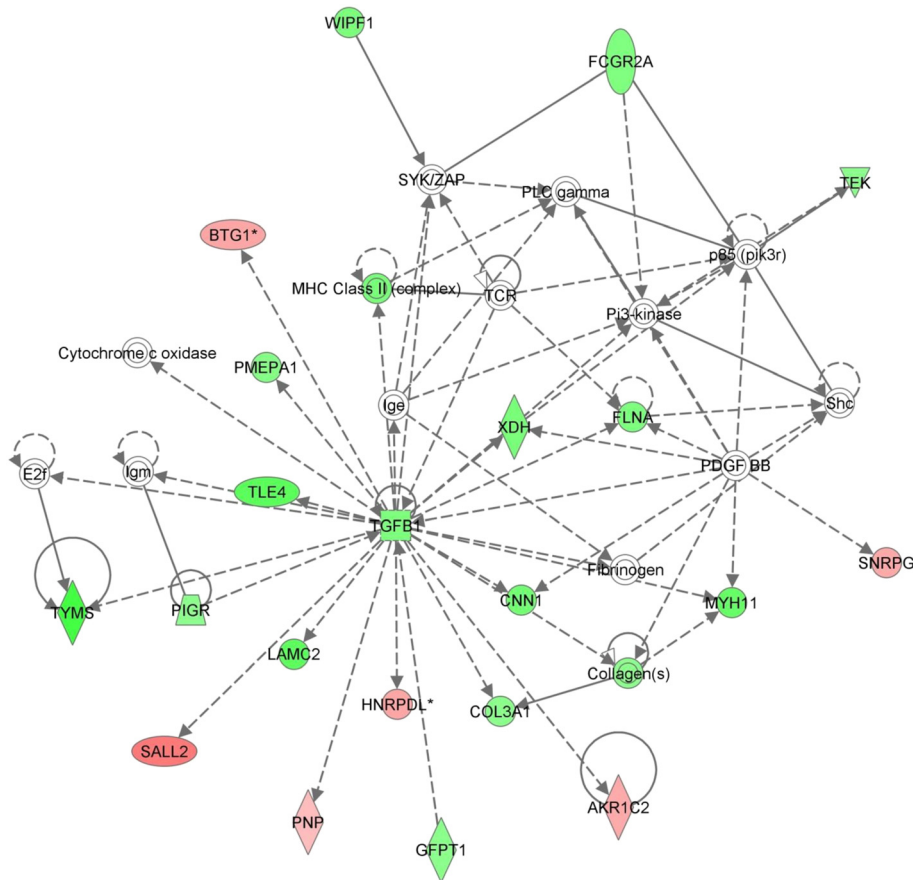 WIPF1
FCGR2A
SYK/ZAP
PLC gamma
TEK
BTG1*
p85 (pik3r)
MHC Class II (complex)
TCR
Pi3-kinase
Cytochrome c oxidase
PMEPA1
Ige
XDH
FLNA
Shc
E2f
Igm
PDGF BB
TLE4
TGFB1
Fibrinogen
SNRPG
TYMS
PIGR
CNN1
MYH11
LAMC2
Collagen(s)
HNRPDL*
COL3A1
SALL2
PNP
AKR1C2
GFPT1